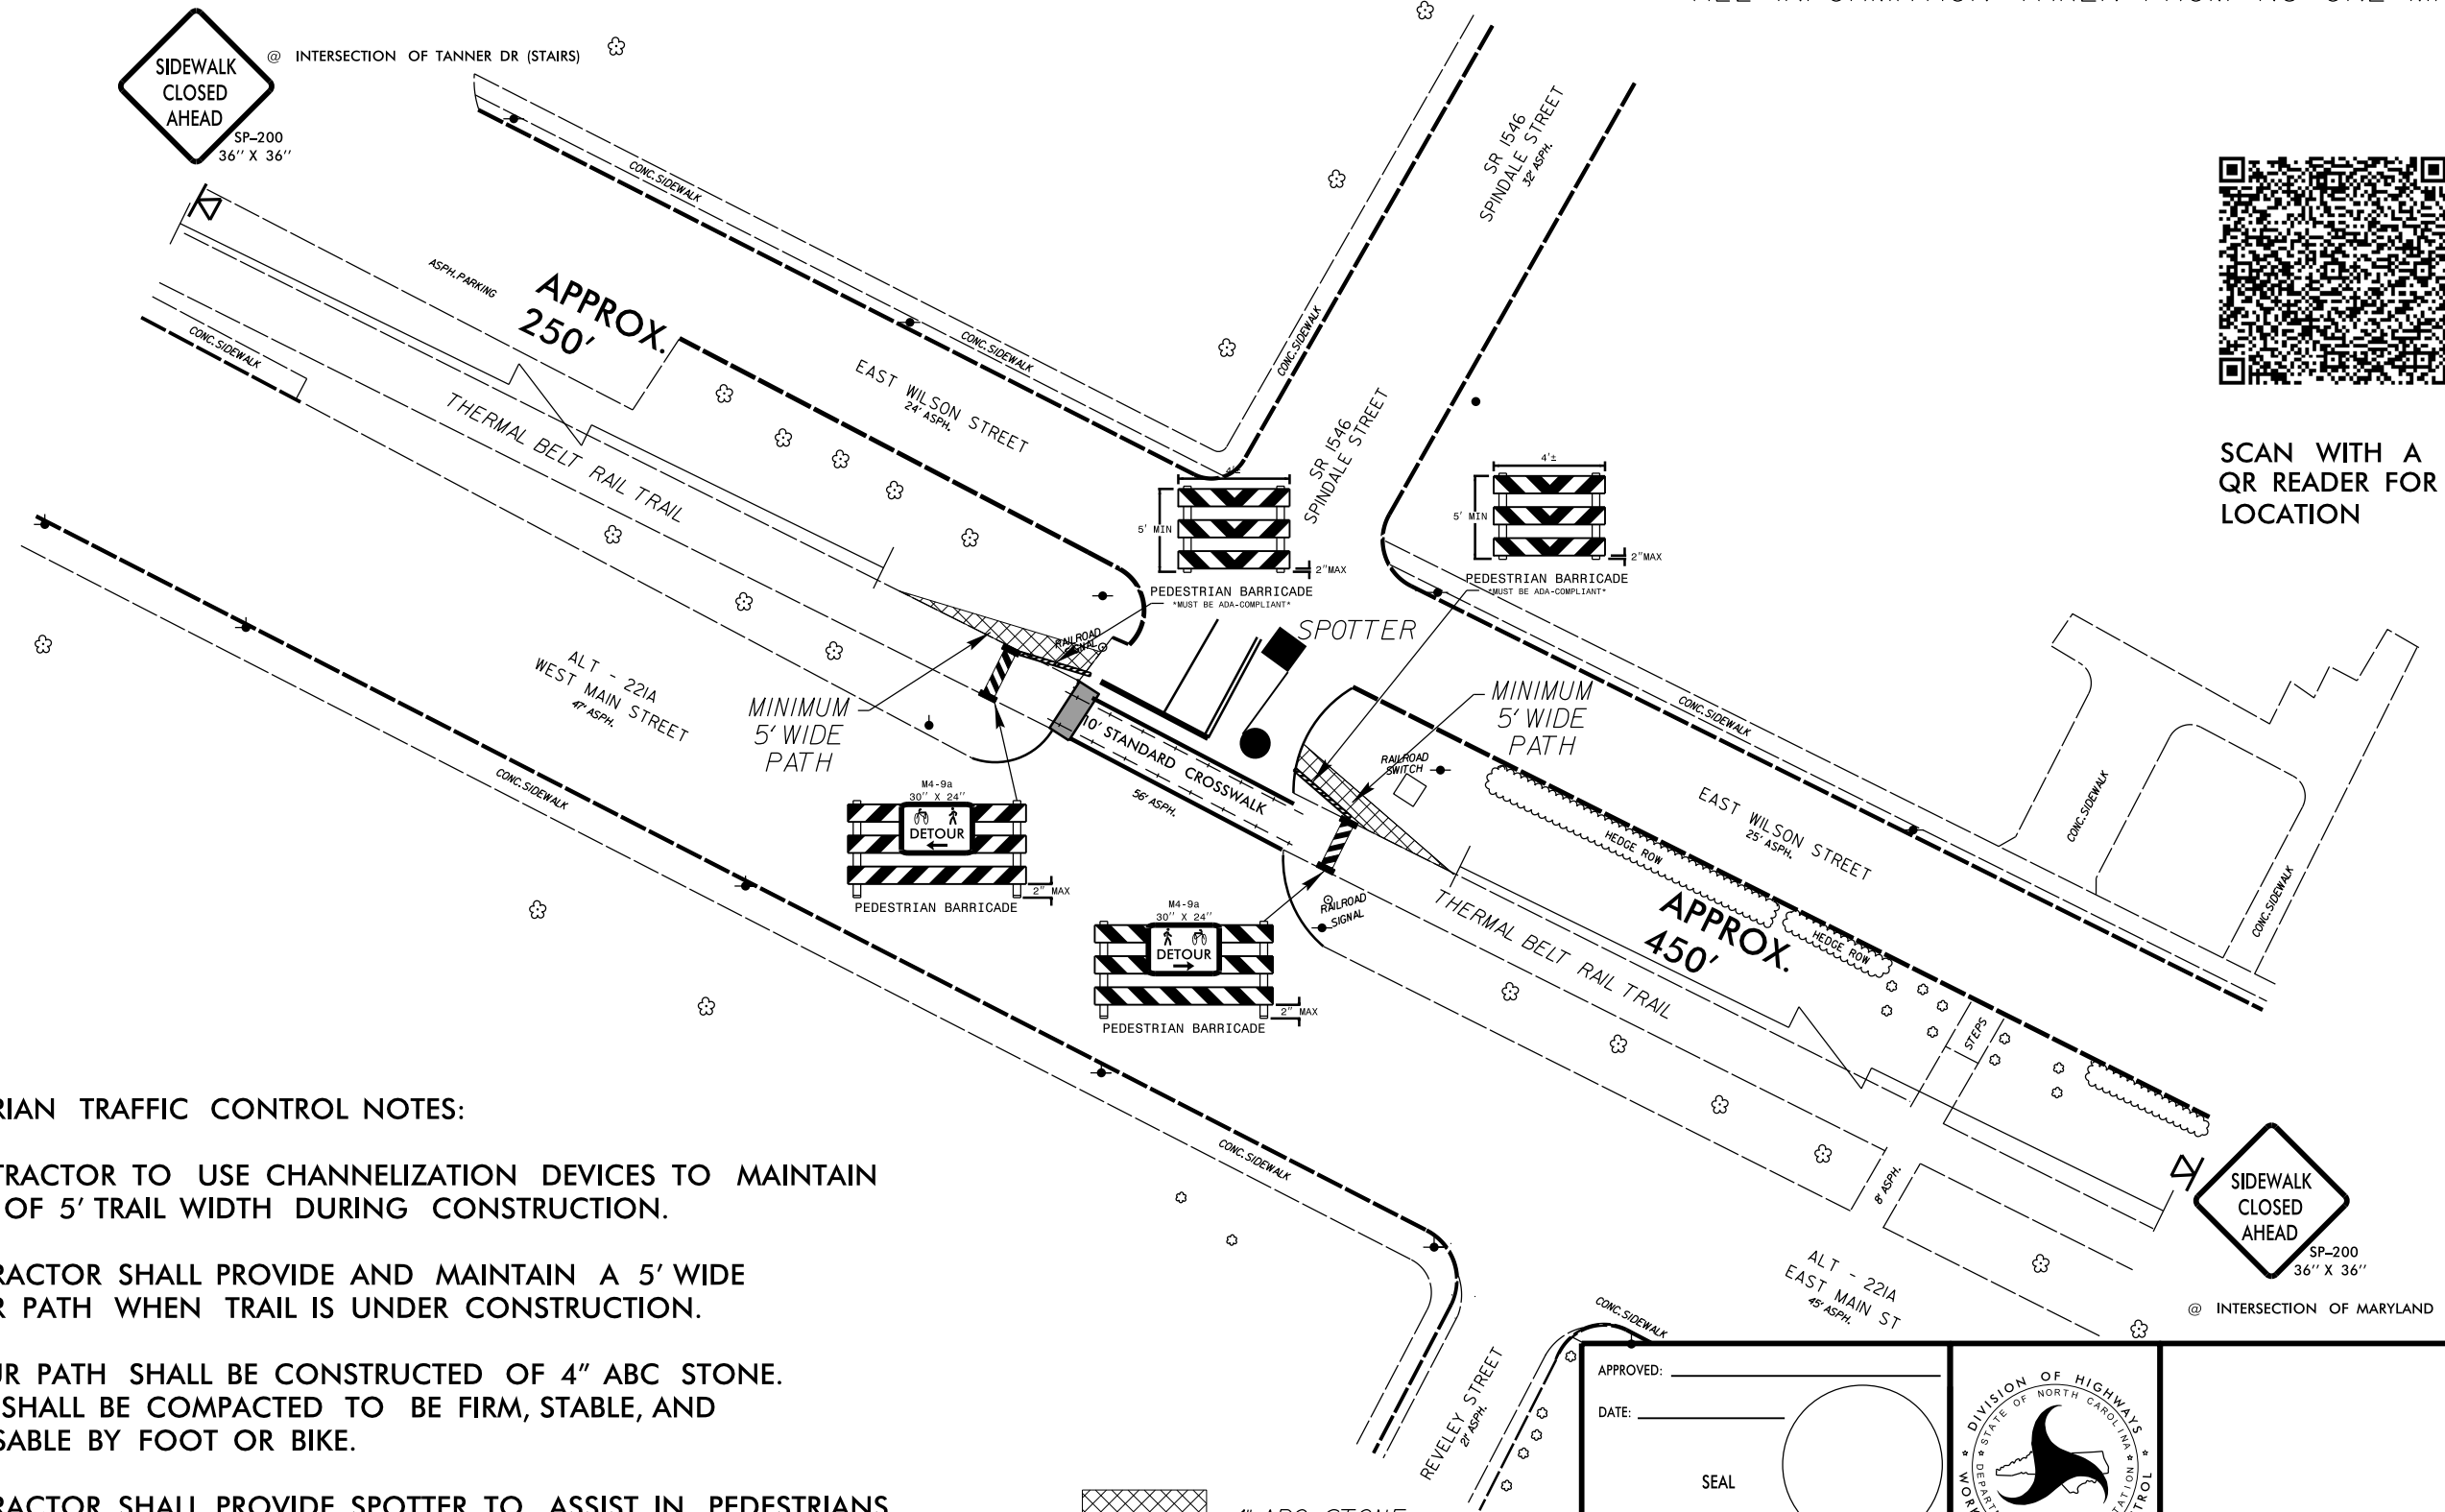 SIDEWALK
CLOSED
AHEAD
SP-200
36'' X 36''
@ INTERSECTION OF TANNER DR (STAIRS)
CONC. SIDEWALK
CONC. SIDEWALK
CONC. SIDEWALK
SR 1546
SPINDALE STREET
32' ASPH.
SCAN WITH A
QR READER FOR
LOCATION
ASPH. PARKING
APPROX.
250'
CONC. SIDEWALK
EAST WILSON STREET
24' ASPH.
THERMAL BELT RAIL TRAIL
SR 1546
SPINDALE STREET
5' MIN
2"MAX
PEDESTRIAN BARRICADE
*MUST BE ADA-COMPLIANT*
4'±
5' MIN
2"MAX
PEDESTRIAN BARRICADE
*MUST BE ADA-COMPLIANT*
RAILROAD
SIGNAL
SPOTTER
ALT - 221A
WEST MAIN STREET
47' ASPH.
MINIMUM
5' WIDE
PATH
MINIMUM
5' WIDE
PATH
10' STANDARD CROSSWALK
56' ASPH.
RAILROAD
SWITCH
CONC. SIDEWALK
CONC. SIDEWALK
CONC. SIDEWALK
CONC. SIDEWALK
EAST WILSON STREET
25' ASPH.
HEDGE ROW
HEDGE ROW
M4-9a
30'' X 24''
DETOUR
2" MAX
PEDESTRIAN BARRICADE
M4-9a
30'' X 24''
DETOUR
2" MAX
PEDESTRIAN BARRICADE
RAILROAD
SIGNAL
THERMAL BELT RAIL TRAIL
APPROX.
450'
STEPS
8' ASPH.
CONC. SIDEWALK
SIDEWALK
CLOSED
AHEAD
SP-200
36'' X 36''
@ INTERSECTION OF MARYLAND
ALT - 221A
EAST MAIN ST
45' ASPH.
CONC. SIDEWALK
REVELEY STREET
21' ASPH.
RIAN TRAFFIC CONTROL NOTES:
TRACTOR TO USE CHANNELIZATION DEVICES TO MAINTAIN
OF 5' TRAIL WIDTH DURING CONSTRUCTION.
RACTOR SHALL PROVIDE AND MAINTAIN A 5' WIDE
R PATH WHEN TRAIL IS UNDER CONSTRUCTION.
UR PATH SHALL BE CONSTRUCTED OF 4" ABC STONE.
SHALL BE COMPACTED TO BE FIRM, STABLE, AND
SABLE BY FOOT OR BIKE.
RACTOR SHALL PROVIDE SPOTTER TO ASSIST IN PEDESTRIANS
APPROVED:
DATE:
SEAL
DIVISION OF HIGHWAYS
STATE OF NORTH CAROLINA